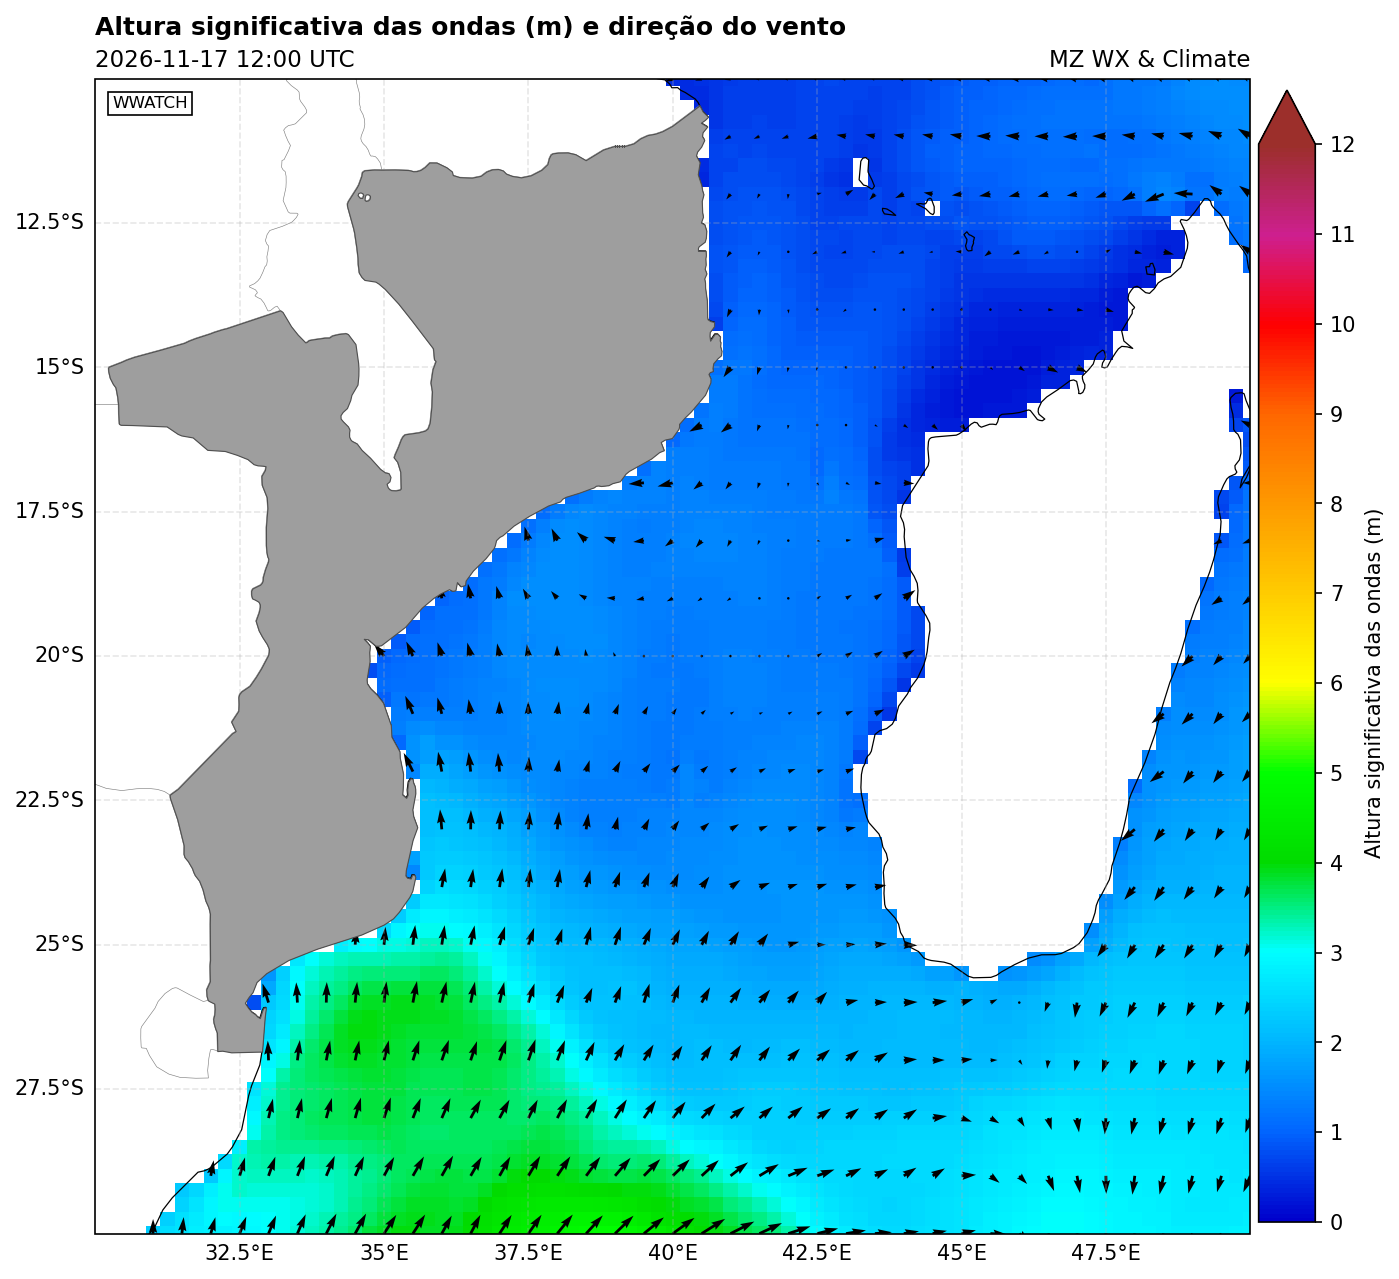 Altura significativa das ondas (m) e direção do vento
2026-11-17 12:00 UTC
MZ WX & Climate
WWATCH
12.5°S
15°S
17.5°S
20°S
22.5°S
25°S
27.5°S
32.5°E
35°E
37.5°E
40°E
42.5°E
45°E
47.5°E
12
11
10
9
8
7
6
5
4
3
2
1
0
Altura significativa das ondas (m)